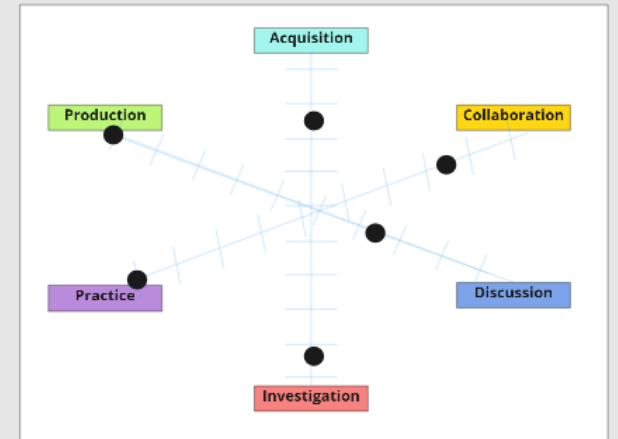 Acquisition
Production
Collaboration
Practice
Discussion
Investigation